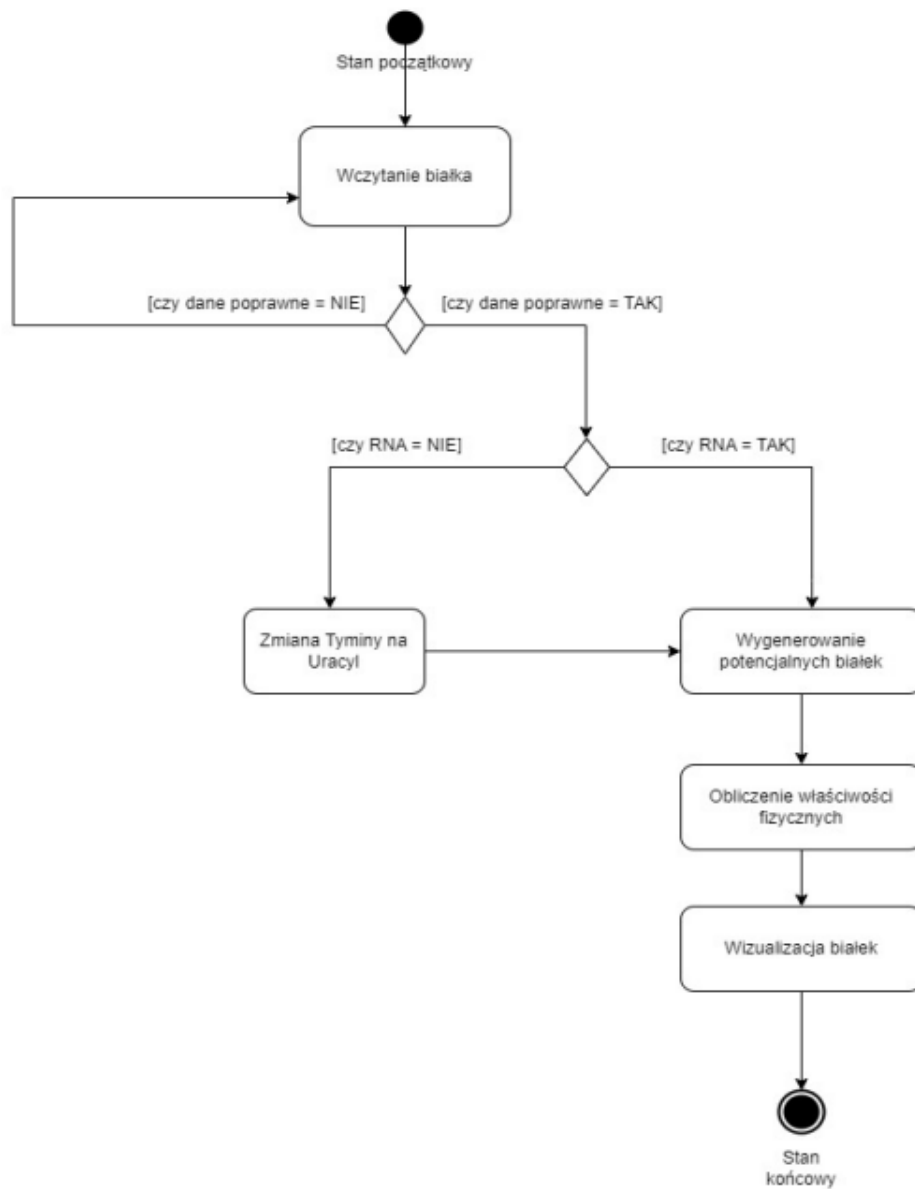 Stan początkowy
Wczytanie białka
[czy dane poprawne = NIE]
[czy dane poprawne = TAK]
[czy RNA = NIE]
[czy RNA = TAK]
Zmiana Tyminy na
Uracyl
Wygenerowanie
potencjalnych białek
Obliczenie właściwości
fizycznych
Wizualizacja białek
Stan
końcowy